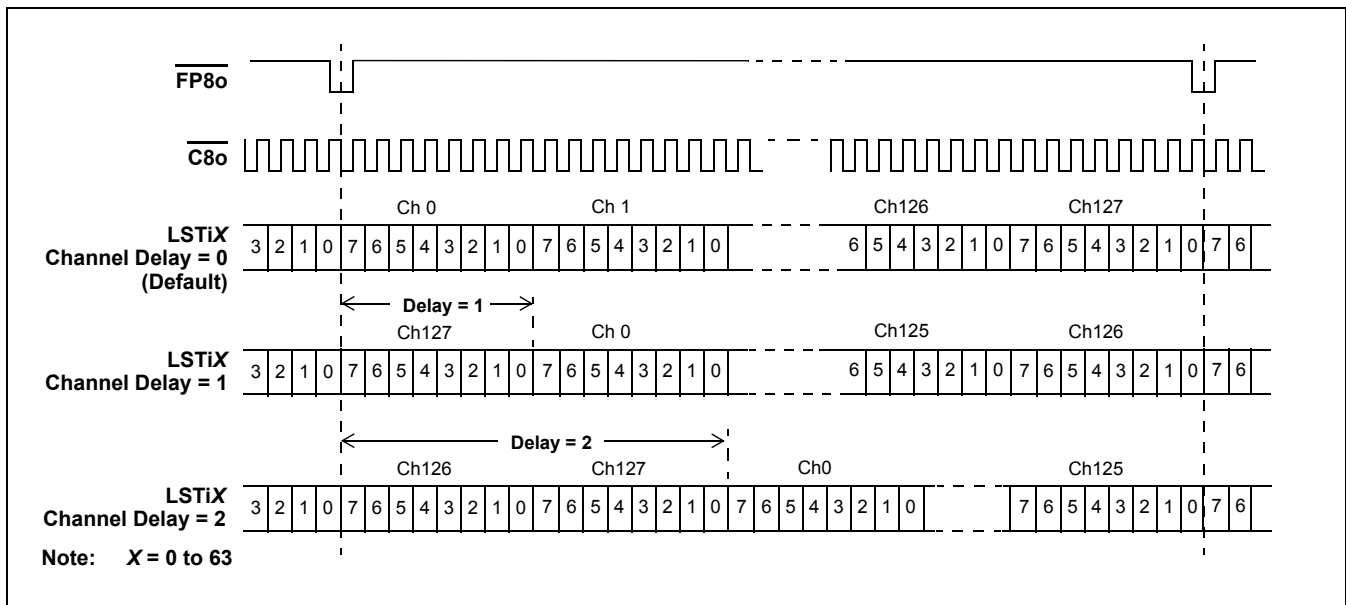 FP8o
C8o
Ch 0 Ch 1 Ch126 Ch127
LSTiX
Channel Delay = 0
(Default)
3 2 1 0 7 6 5 4 3 2 1 0 7 6 5 4 3 2 1 0 6 5 4 3 2 1 0 7 6 5 4 3 2 1 0 7 6
Delay = 1
Ch127 Ch 0 Ch125 Ch126
LSTiX
Channel Delay = 1
3 2 1 0 7 6 5 4 3 2 1 0 7 6 5 4 3 2 1 0 6 5 4 3 2 1 0 7 6 5 4 3 2 1 0 7 6
Delay = 2
Ch126 Ch127 Ch0 Ch125
LSTiX
Channel Delay = 2
3 2 1 0 7 6 5 4 3 2 1 0 7 6 5 4 3 2 1 0 7 6 5 4 3 2 1 0 7 6 5 4 3 2 1 0 7 6
Note: X = 0 to 63